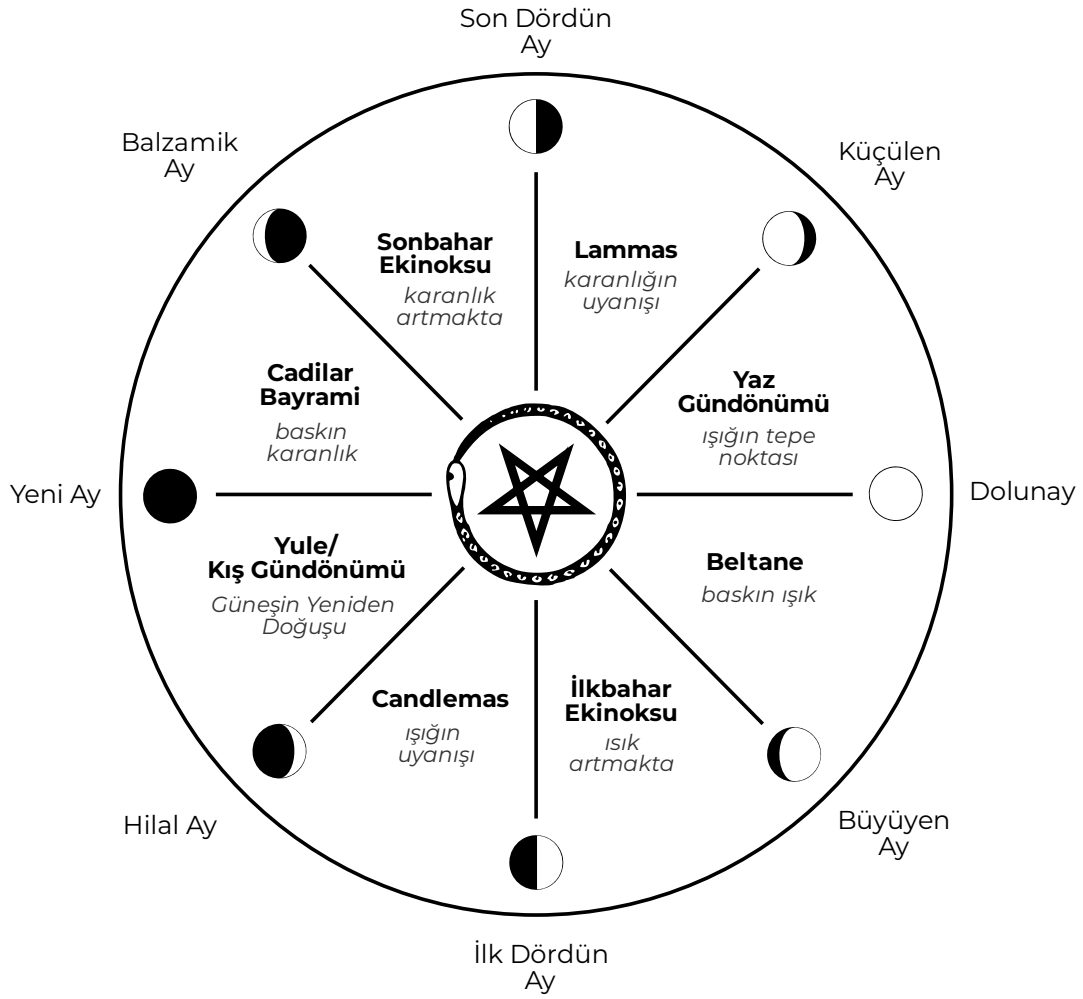 Son Dördün
Ay
Balzamik
Ay
Küçülen
Ay
Sonbahar
Ekinoksu
karanlık
artmakta
Lammas
karanlığın
uyanışı
Cadilar
Bayrami
baskın
karanlık
Yaz
Gündönümü
ışığın tepe
noktası
Yeni Ay
Dolunay
Yule/
Kış Gündönümü
Güneşin Yeniden
Doğuşu
Beltane
baskın ışık
Candlemas
ışığın
uyanışı
İlkbahar
Ekinoksu
ısık
artmakta
Hilal Ay
Büyüyen
Ay
İlk Dördün
Ay